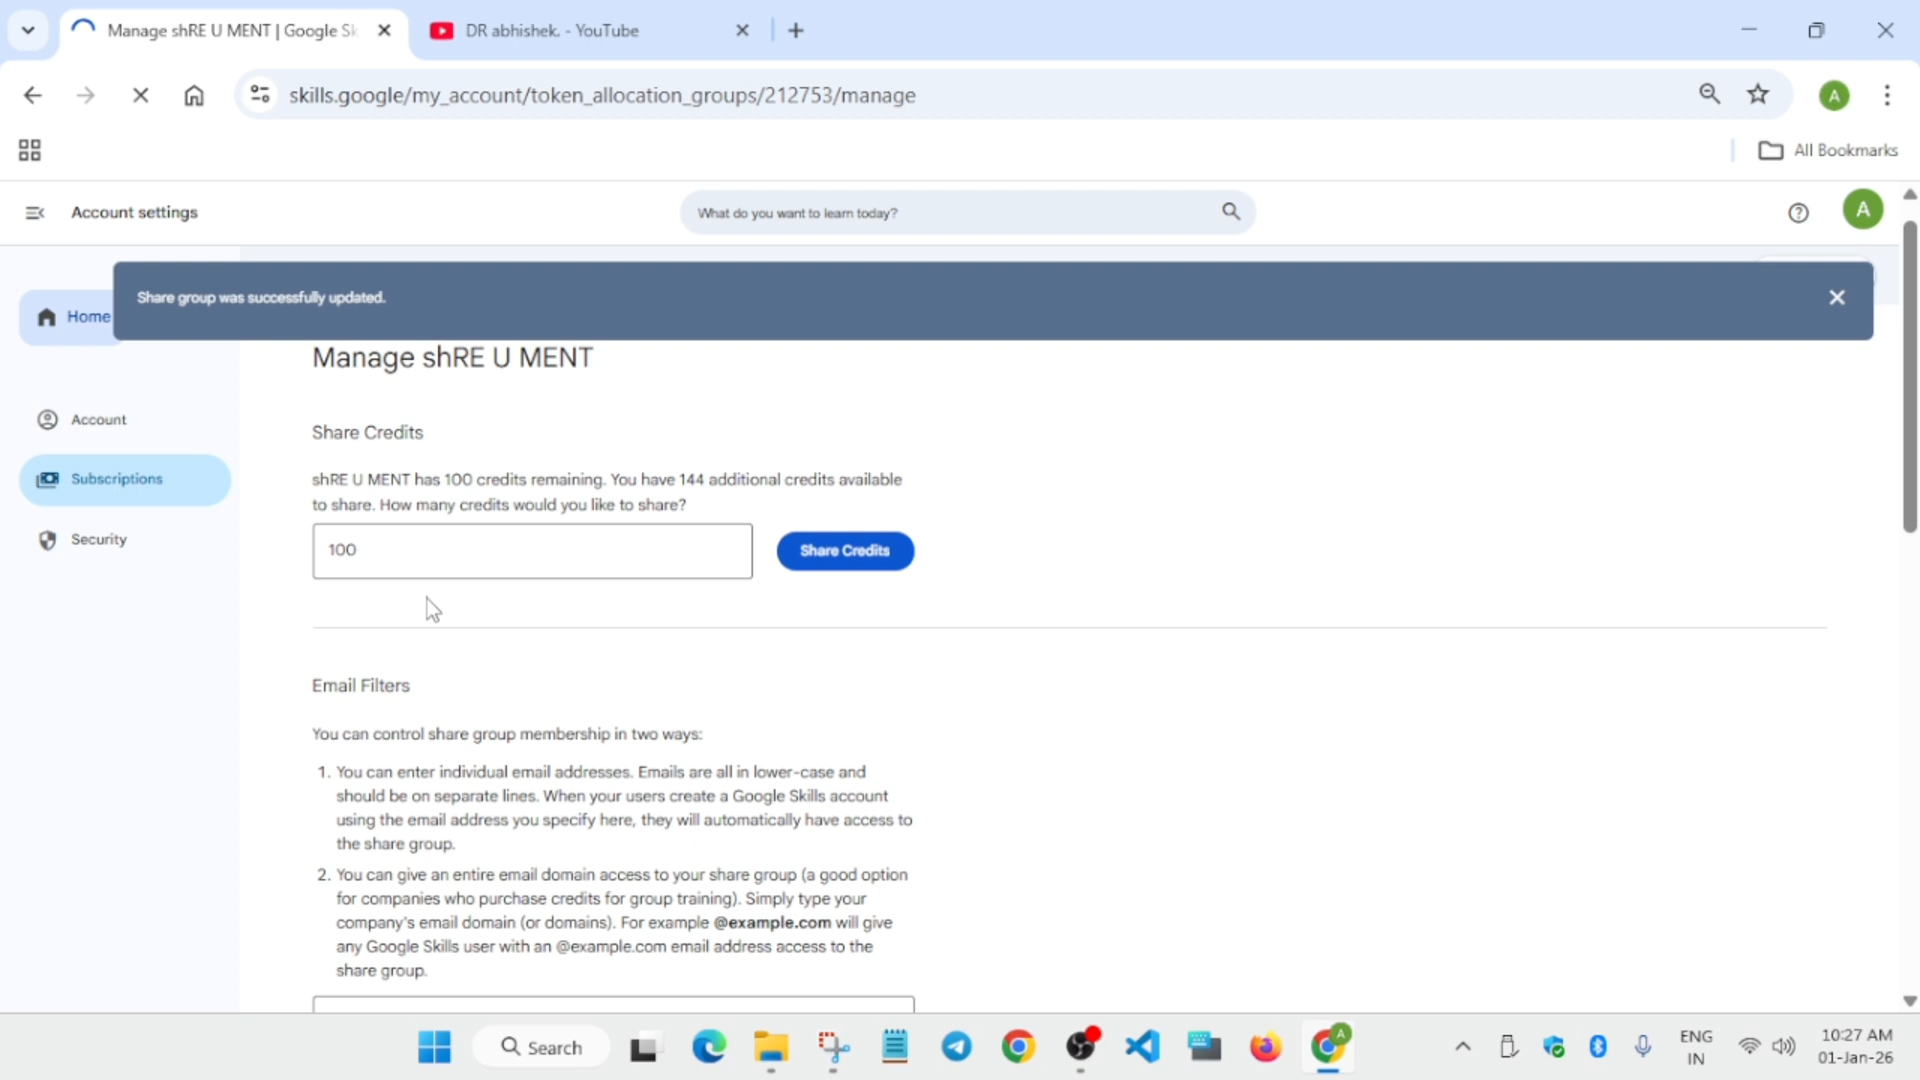 Manage shRE U MENT | Google Sk
DR abhishek. - YouTube
skills.google/my_account/token_allocation_groups/212753/manage
A
All Bookmarks
Account settings
What do you want to learn today?
A
Share group was successfully updated.
Home
Manage shRE U MENT
Account
Subscriptions
Security
Share Credits
shRE U MENT has 100 credits remaining. You have 144 additional credits available
to share. How many credits would you like to share?
100
Share Credits
Email Filters
You can control share group membership in two ways:
1. You can enter individual email addresses. Emails are all in lower-case and
should be on separate lines. When your users create a Google Skills account
using the email address you specify here, they will automatically have access to
the share group.
2. You can give an entire email domain access to your share group (a good option
for companies who purchase credits for group training). Simply type your
company's email domain (or domains). For example @example.com will give
any Google Skills user with an @example.com email address access to the
share group.
Search
A
ENG
IN
10:27 AM
01-Jan-26